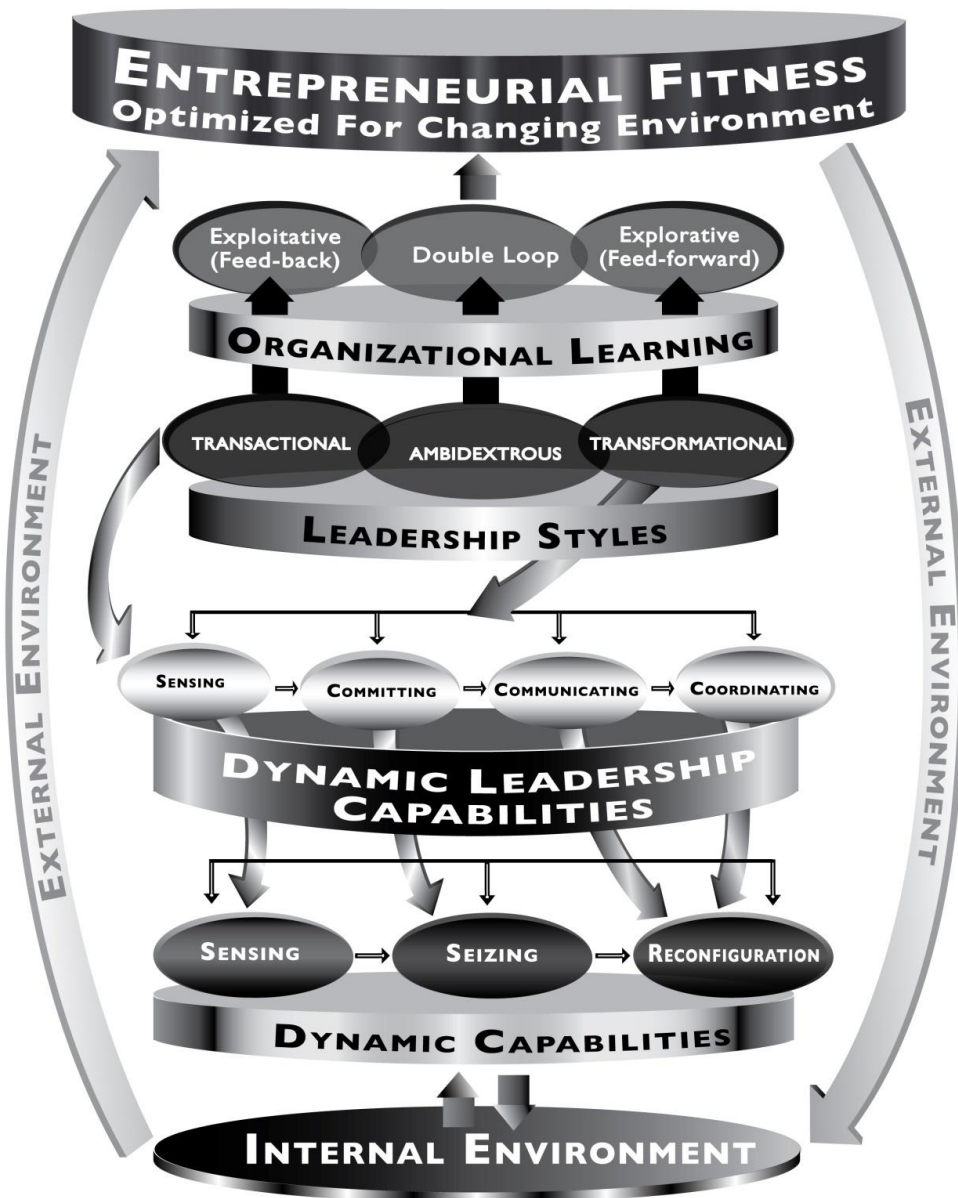 ENTREPRENEURIAL FITNESS
Optimized For Changing Environment
Exploitative
(Feed-back)
Double Loop
Explorative
(Feed-forward)
ORGANIZATIONAL LEARNING
TRANSACTIONAL
AMBIDEXTROUS
TRANSFORMATIONAL
LEADERSHIP STYLES
EXTERNAL ENVIRONMENT
EXTERNAL ENVIRONMENT
SENSING
COMMITTING
COMMUNICATING
COORDINATING
DYNAMIC LEADERSHIP
CAPABILITIES
SENSING
SEIZING
RECONFIGURATION
DYNAMIC CAPABILITIES
INTERNAL ENVIRONMENT